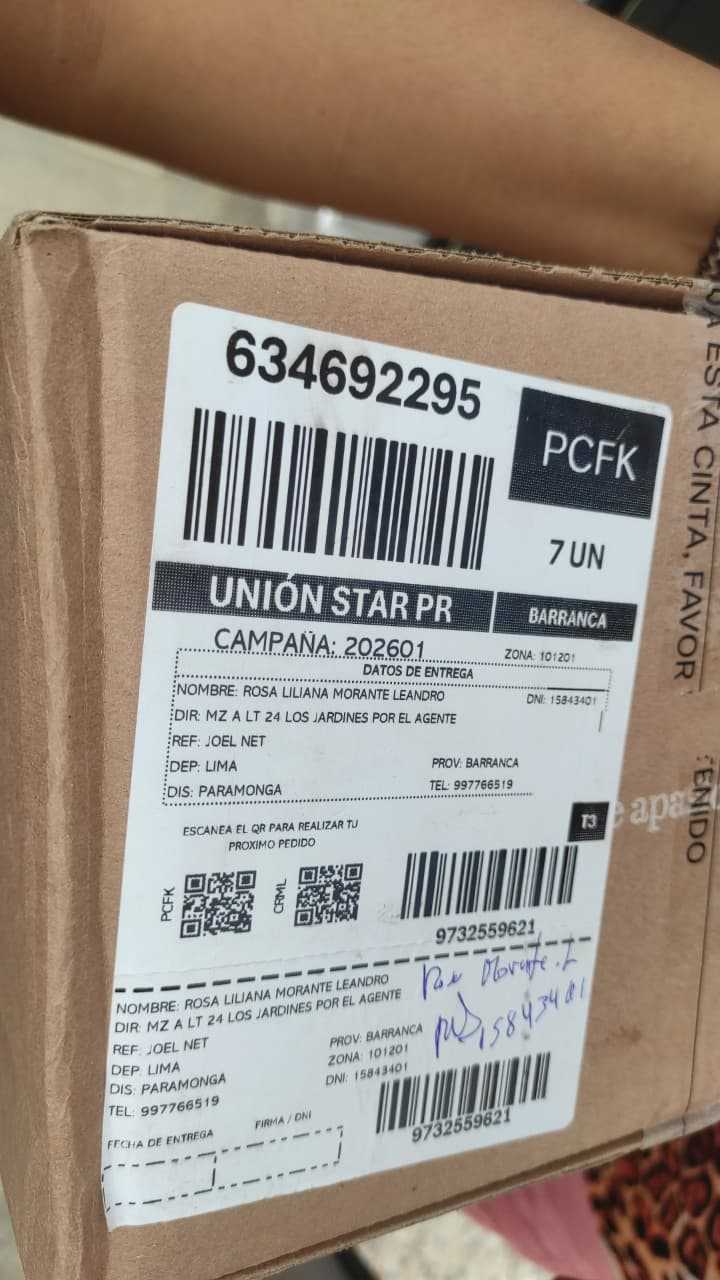 634692295
PCFK
7 UN
UNIÓN STAR PR
BARRANCA
CAMPAÑA: 202601
ZONA: 101201
DATOS DE ENTREGA
NOMBRE: ROSA LILIANA MORANTE LEANDRO
DNI: 15843401
DIR: MZ A LT 24 LOS JARDINES POR EL AGENTE
REF: JOEL NET
DEP: LIMA
PROV: BARRANCA
DIS: PARAMONGA
TEL: 997766519
T3
ESCANEA EL QR PARA REALIZAR TU
PROXIMO PEDIDO
PCFK
CRML
9732559621
NOMBRE: ROSA LILIANA MORANTE LEANDRO
DIR: MZ A LT 24 LOS JARDINES POR EL AGENTE
REF: JOEL NET
PROV: BARRANCA
DEP: LIMA
ZONA: 101201
DIS: PARAMONGA
DNI: 15843401
TEL: 997766519
Morante. L
15843401
9732559621
FECHA DE ENTREGA
FIRMA / DNI
ESTA CINTA, FAVOR